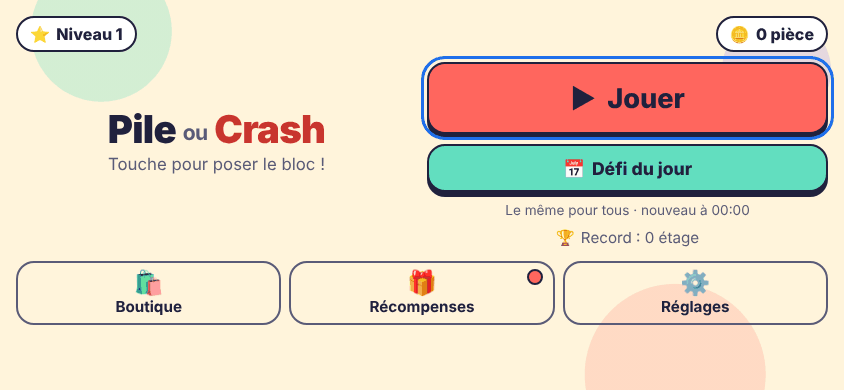 Niveau 1
0 pièce
Pile ou Crash
Touche pour poser le bloc !
Jouer
Défi du jour
Le même pour tous · nouveau à 00:00
Record : 0 étage
Boutique
Récompenses
Réglages